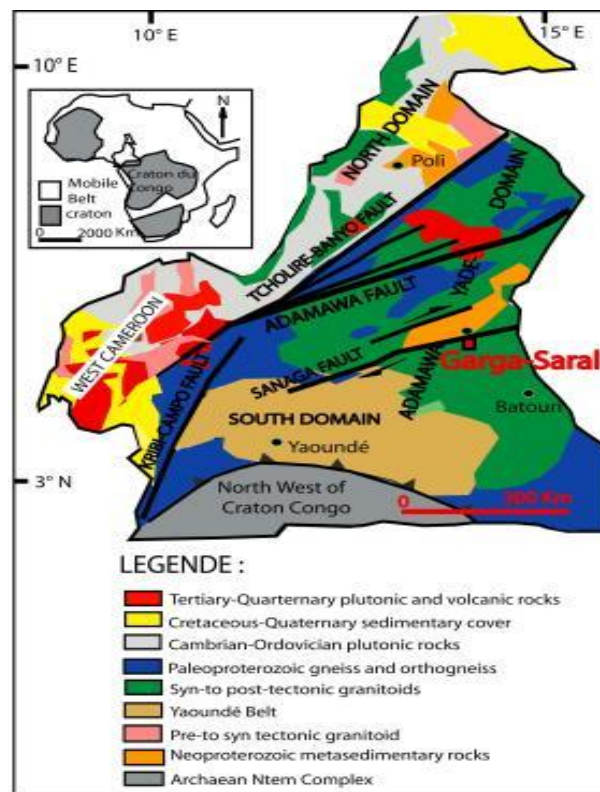 10° E
15° E
10° E
N
Craton du
Congo
Mobile
Belt
craton
0 2000 Km
NORTH DOMAIN
Poli
DOMAIN
TCHOLIRE-BANYO FAULT
ADAMAWA FAULT
YADE
WEST CAMEROON
SANAGA FAULT
ADAMAWA
Garga-Sarali
KRIBI-CAMPO FAULT
SOUTH DOMAIN
Batouri
Yaoundé
3° N
North West of
Craton Congo
0 300 Km
LEGENDE :
Tertiary-Quarternary plutonic and volcanic rocks
Cretaceous-Quaternary sedimentary cover
Cambrian-Ordovician plutonic rocks
Paleoproterozoic gneiss and orthogneiss
Syn-to post-tectonic granitoids
Yaoundé Belt
Pre-to syn tectonic granitoid
Neoproterozoic metasedimentary rocks
Archaean Ntem Complex